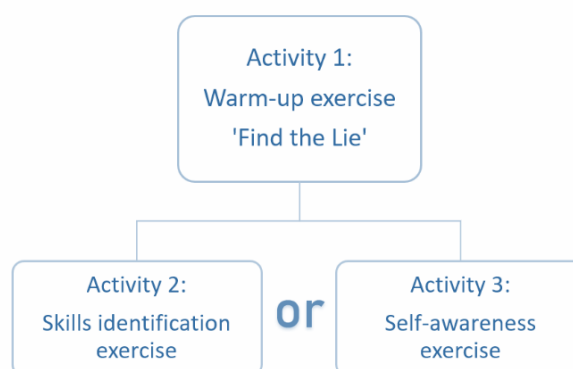 Activity 1:
Warm-up exercise
'Find the Lie'
Activity 2:
Skills identification
exercise
or
Activity 3:
Self-awareness
exercise